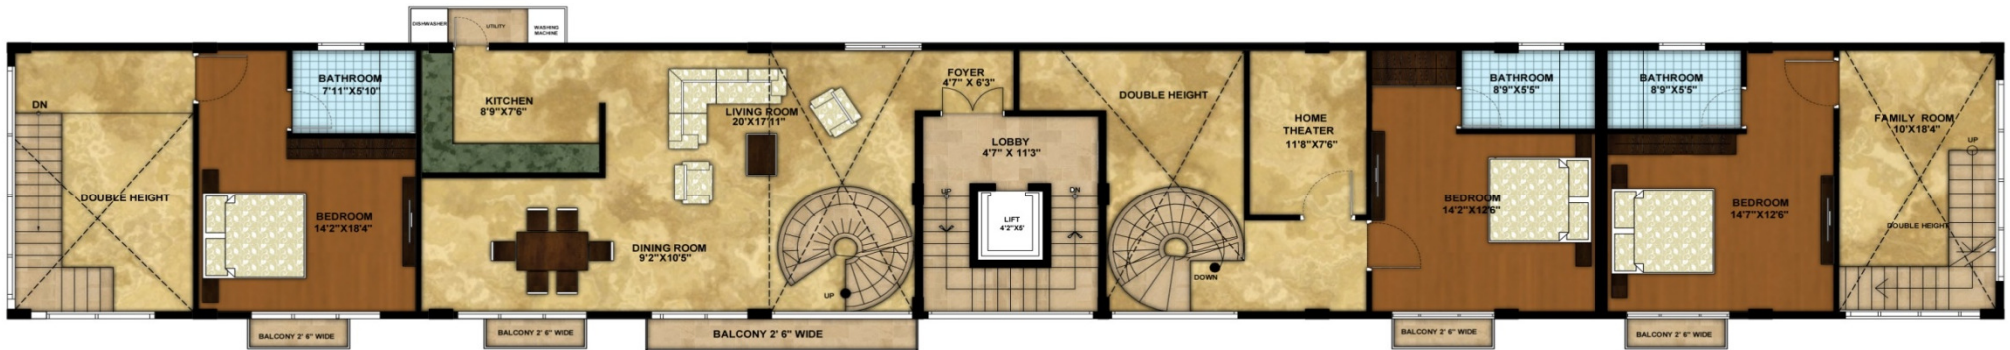 DISHWASHER
UTILITY
WASHING
MACHINE
DN
DOUBLE HEIGHT
BATHROOM
7'11"X5'10"
BEDROOM
14'2"X18'4"
BALCONY 2' 6" WIDE
KITCHEN
8'9"X7'6"
LIVING ROOM
20'X17'11"
DINING ROOM
9'2"X10'5"
BALCONY 2' 6" WIDE
UP
BALCONY 2' 6" WIDE
FOYER
4'7" X 6'3"
LOBBY
4'7" X 11'3"
UP
DN
LIFT
4'2"X5'
DOUBLE HEIGHT
DOWN
HOME
THEATER
11'8"X7'6"
BATHROOM
8'9"X5'5"
BEDROOM
14'2"X12'6"
BALCONY 2' 6" WIDE
BATHROOM
8'9"X5'5"
BEDROOM
14'7"X12'6"
BALCONY 2' 6" WIDE
FAMILY ROOM
10'X18'4"
UP
DOUBLE HEIGHT